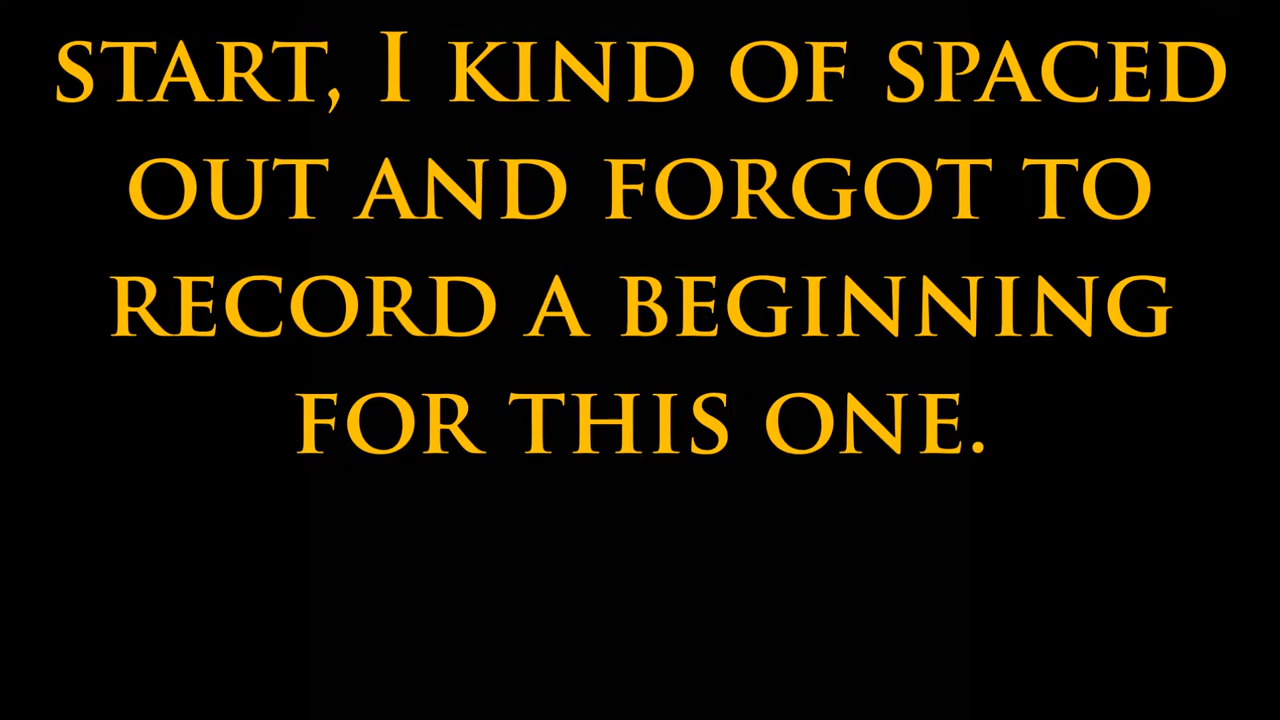 START, I KIND OF SPACED
OUT AND FORGOT TO
RECORD A BEGINNING
FOR THIS ONE.